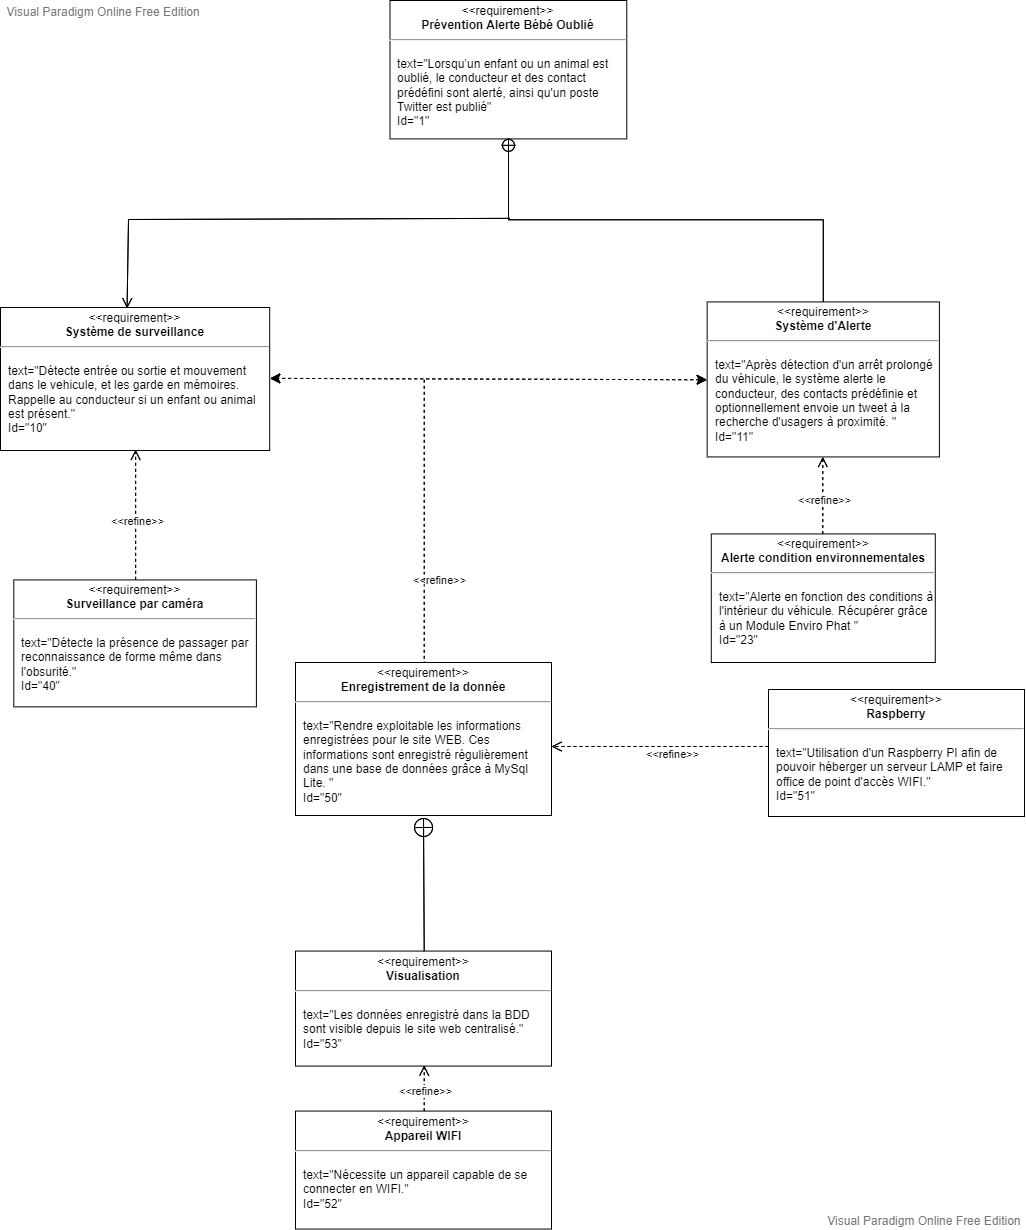 Visual Paradigm Online Free Edition
<<requirement>>
Prévention Alerte Bébé Oublié
text="Lorsqu'un enfant ou un animal est
oublié, le conducteur et des contact
prédéfini sont alerté, ainsi qu'un poste
Twitter est publié"
Id="1"
<<requirement>>
Système de surveillance
text="Détecte entrée ou sortie et mouvement
dans le vehicule, et les garde en mémoires.
Rappelle au conducteur si un enfant ou animal
est présent."
Id="10"
<<requirement>>
Système d'Alerte
text="Après détection d'un arrêt prolongé
du véhicule, le système alerte le
conducteur, des contacts prédéfinie et
optionnellement envoie un tweet à la
recherche d'usagers à proximité. "
Id="11"
<<refine>>
<<refine>>
<<refine>>
<<requirement>>
Alerte condition environnementales
text="Alerte en fonction des conditions à
l'intérieur du véhicule. Récupérer grâce
à un Module Enviro Phat "
Id="23"
<<requirement>>
Surveillance par caméra
text="Détecte la présence de passager par
reconnaissance de forme même dans
l'obsurité."
Id="40"
<<requirement>>
Enregistrement de la donnée
text="Rendre exploitable les informations
enregistrées pour le site WEB. Ces
informations sont enregistré régulièrement
dans une base de données grâce à MySql
Lite. "
Id="50"
<<refine>>
<<requirement>>
Raspberry
text="Utilisation d'un Raspberry PI afin de
pouvoir héberger un serveur LAMP et faire
office de point d'accès WIFI."
Id="51"
<<requirement>>
Visualisation
text="Les données enregistré dans la BDD
sont visible depuis le site web centralisé."
Id="53"
<<refine>>
<<requirement>>
Appareil WIFI
text="Nécessite un appareil capable de se
connecter en WIFI."
Id="52"
Visual Paradigm Online Free Edition